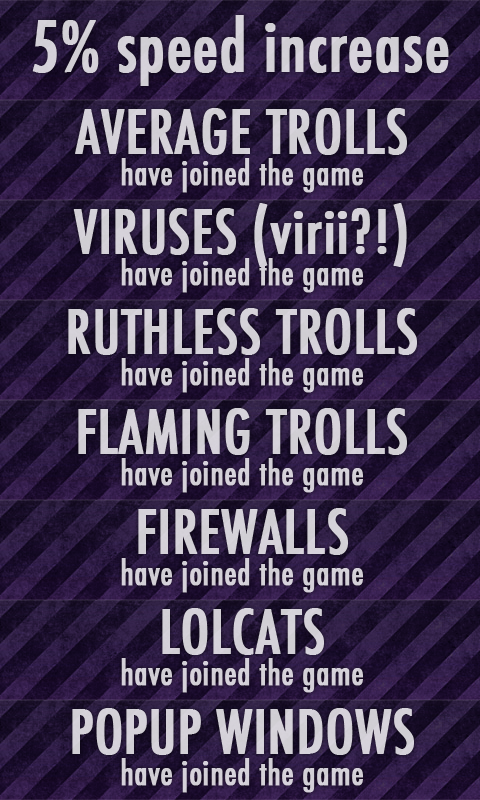 5% speed increase
AVERAGE TROLLS
have joined the game
VIRUSES (virii?!)
have joined the game
RUTHLESS TROLLS
have joined the game
FLAMING TROLLS
have joined the game
FIREWALLS
have joined the game
LOLCATS
have joined the game
POPUP WINDOWS
have joined the game